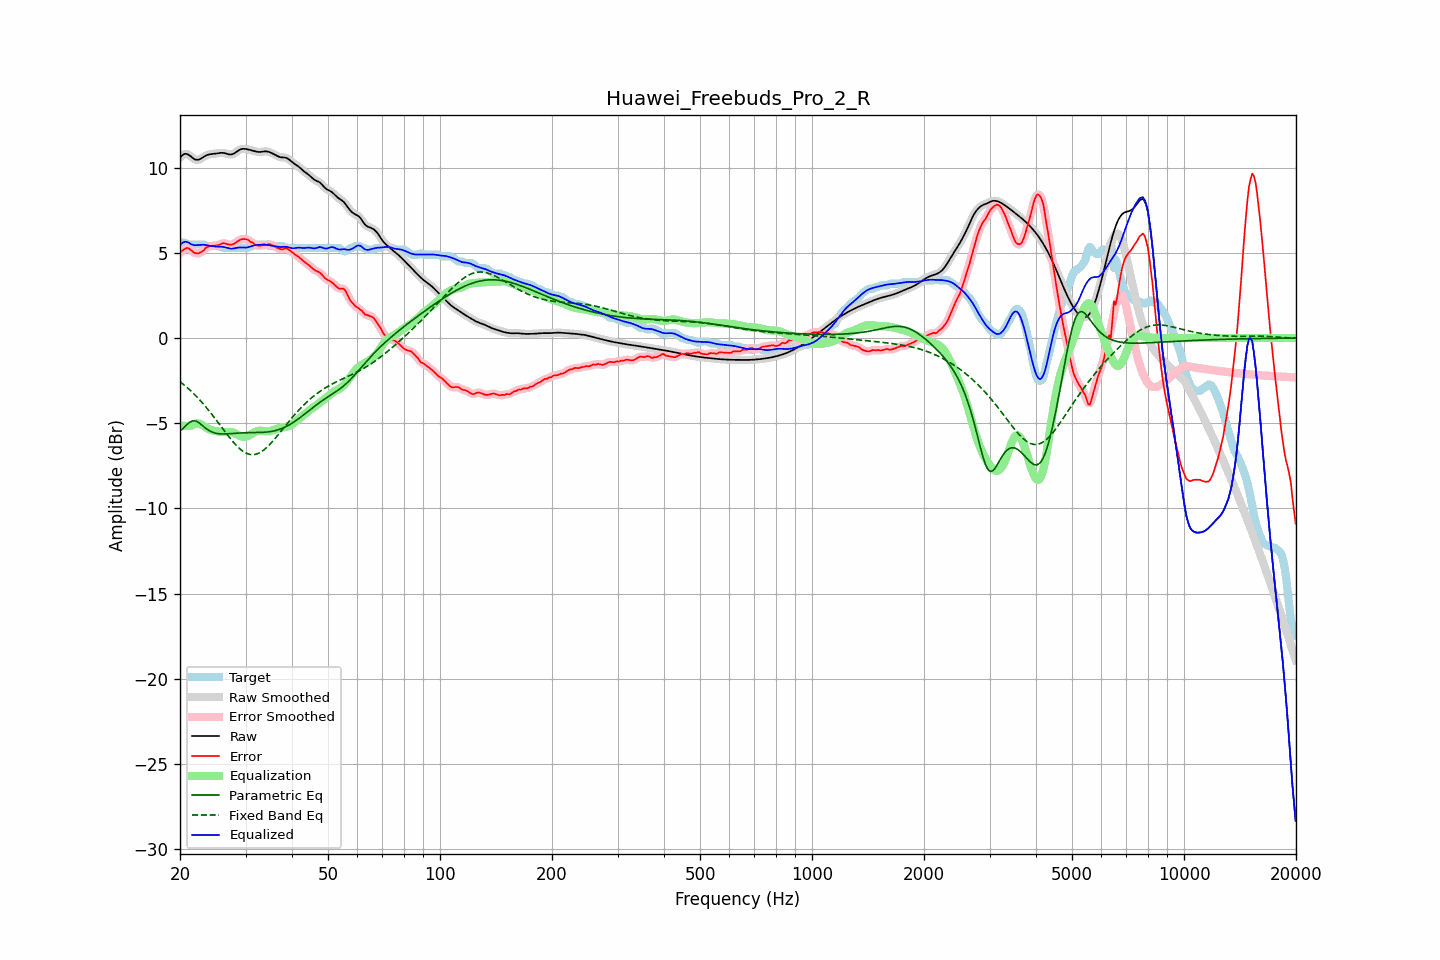 Huawei_Freebuds_Pro_2_R
Amplitude (dBr)
10
5
0
−5
−10
−15
−20
−25
−30
Target
Raw Smoothed
Error Smoothed
Raw
Error
Equalization
Parametric Eq
Fixed Band Eq
Equalized
20 50 100 200 500 1000 2000 5000 10000 20000
Frequency (Hz)